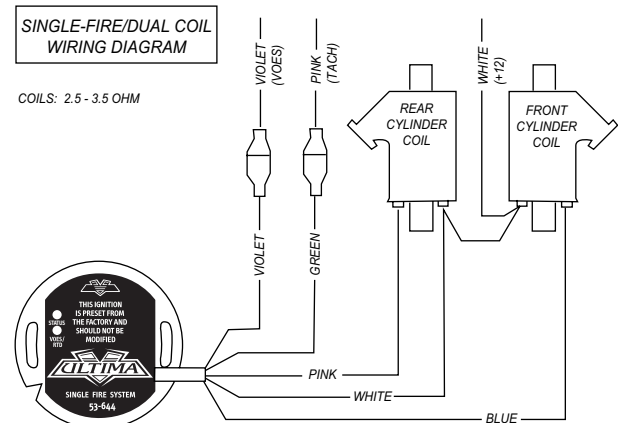 SINGLE-FIRE/DUAL COIL
WIRING DIAGRAM
COILS: 2.5 - 3.5 OHM
VIOLET
(VOES)
PINK
(TACH)
WHITE
(+12)
REAR
CYLINDER
COIL
FRONT
CYLINDER
COIL
VIOLET
GREEN
THIS IGNITION
IS PRESET FROM
THE FACTORY AND
SHOULD NOT BE
MODIFIED
STATUS
VOES/
RTD
ULTIMA
SINGLE FIRE SYSTEM
53-644
PINK
WHITE
BLUE